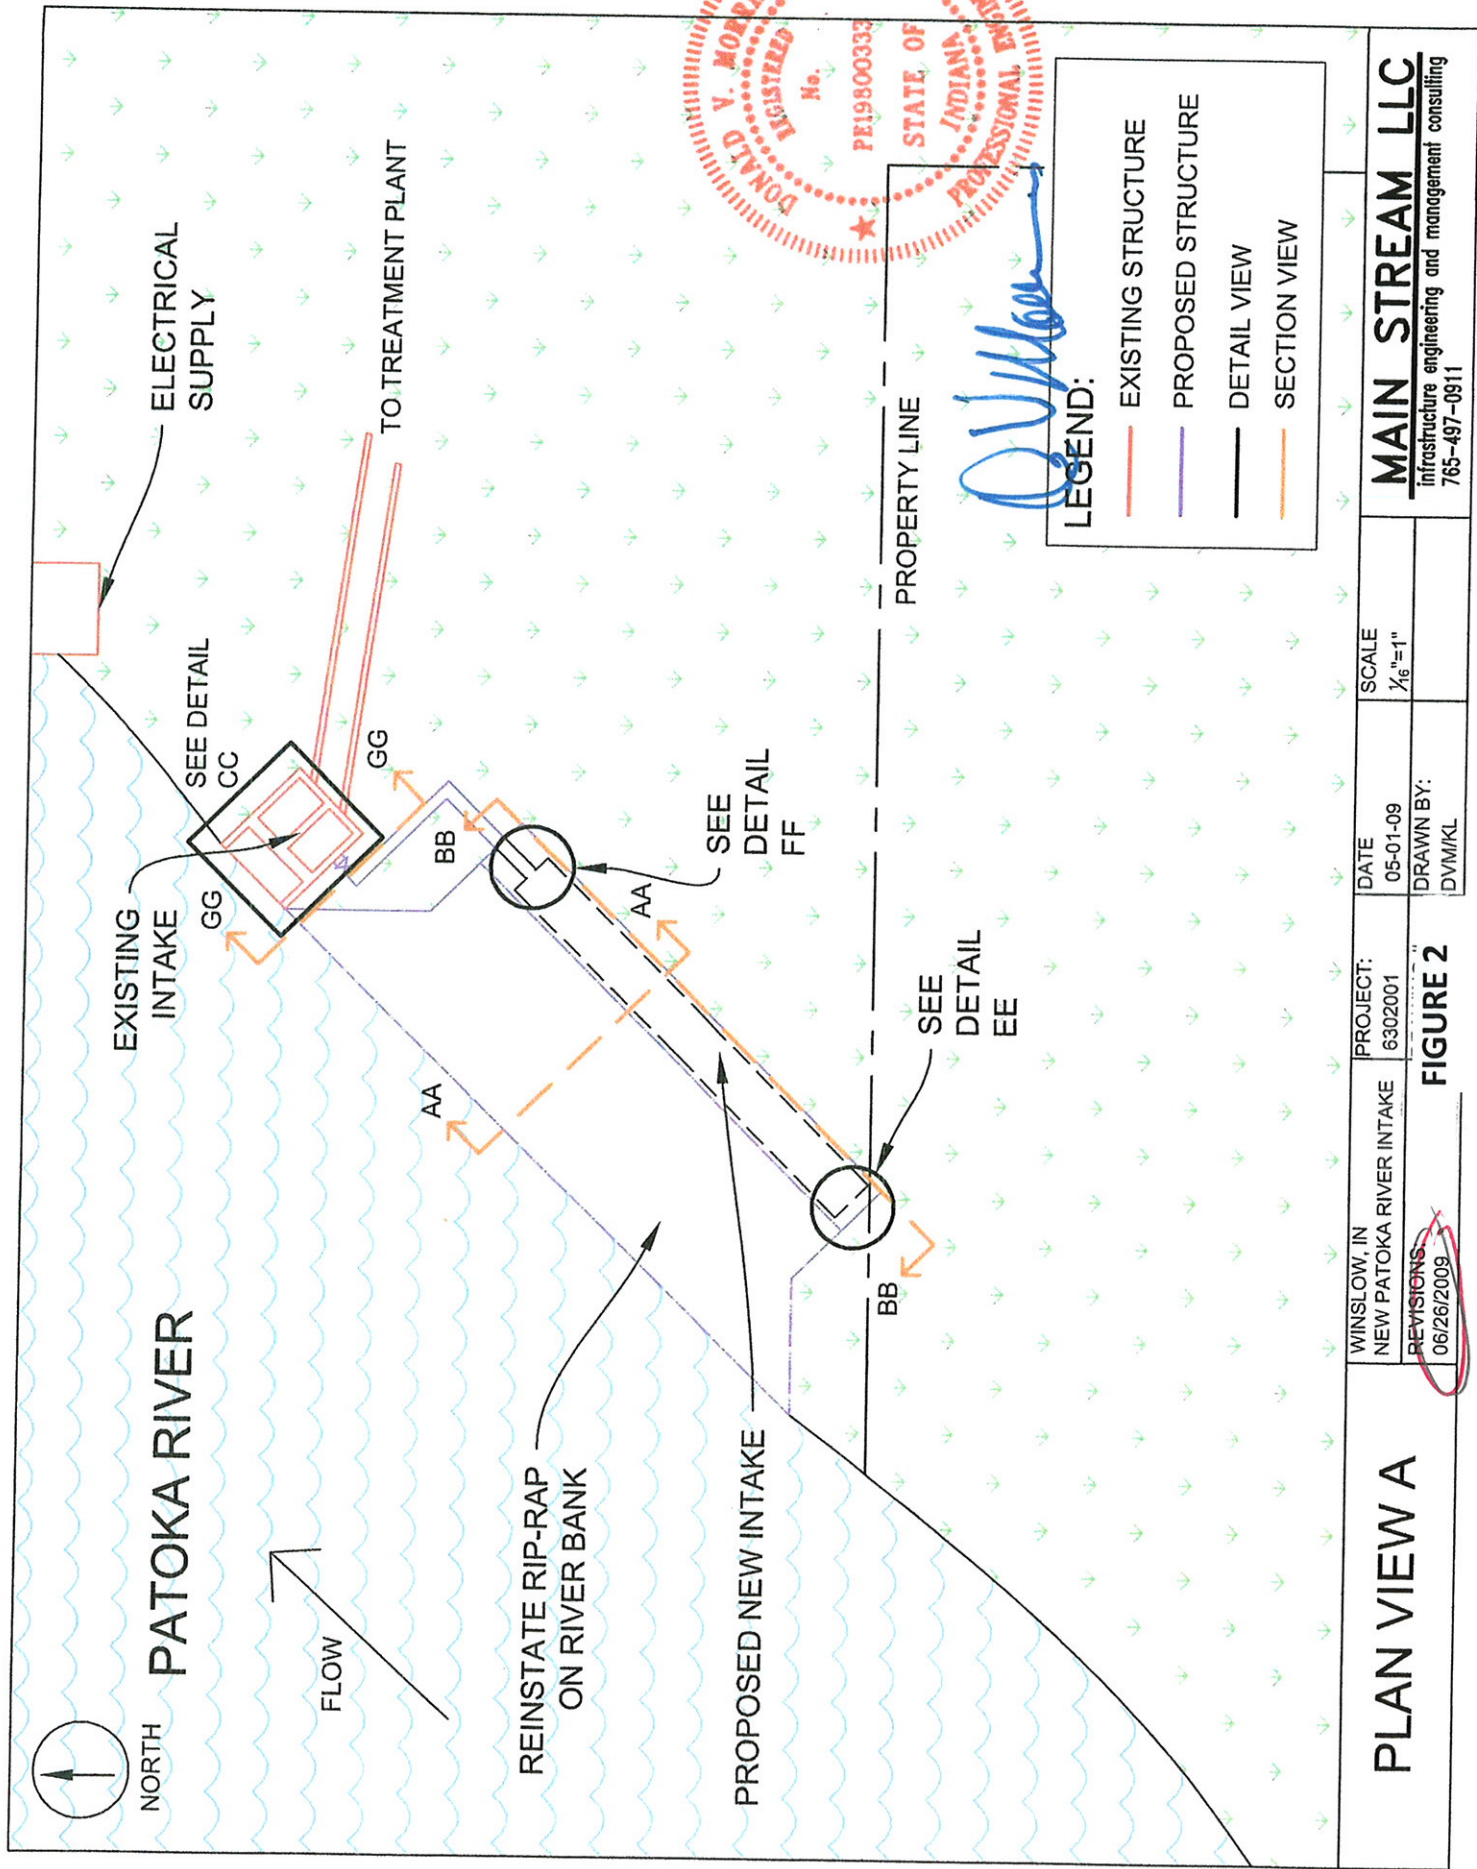 NORTH
PATOKA RIVER
FLOW
ELECTRICAL
SUPPLY
TO TREATMENT PLANT
SEE DETAIL
CC
EXISTING
INTAKE
GG
GG
BB
SEE
DETAIL
FF
AA
AA
REINSTATE RIP-RAP
ON RIVER BANK
PROPOSED NEW INTAKE
SEE
DETAIL
EE
BB
PROPERTY LINE
DONALD V.
REGISTERED
No.
PE19800333
STATE OF
INDIANA
PROFESSIONAL
LEGEND:
EXISTING STRUCTURE
PROPOSED STRUCTURE
DETAIL VIEW
SECTION VIEW
PLAN VIEW A
WINSLOW, IN
NEW PATOKA RIVER INTAKE
REVISIONS:
06/26/2009
PROJECT:
6302001
FIGURE 2
DATE
05-01-09
DRAWN BY:
DVM/KL
SCALE
1/16"=1"
MAIN STREAM LLC
infrastructure engineering and management consulting
765-497-0911